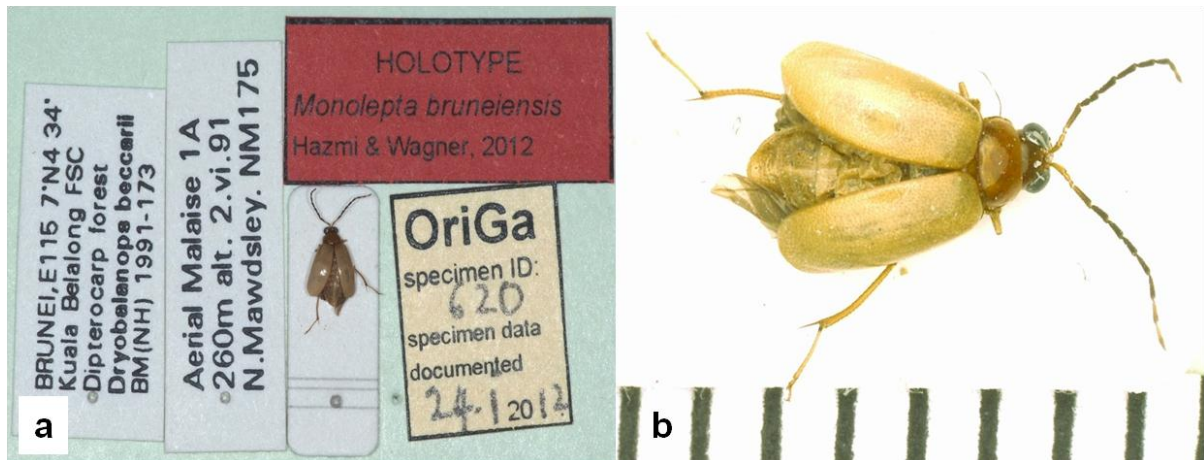 BRUNEI,E115 7'N4 34'
Kuala Belalong FSC
Dipterocarp forest
Dryobalanops beccarii
BM(NH) 1991-173
Aerial Malaise 1A
260m alt. 2.vi.91
N.Mawdsley. NM175
HOLOTYPE
Monolepta bruneiensis
Hazmi & Wagner, 2012
OriGa
specimen ID:
620
specimen data
documented
24.i 2012
a
b